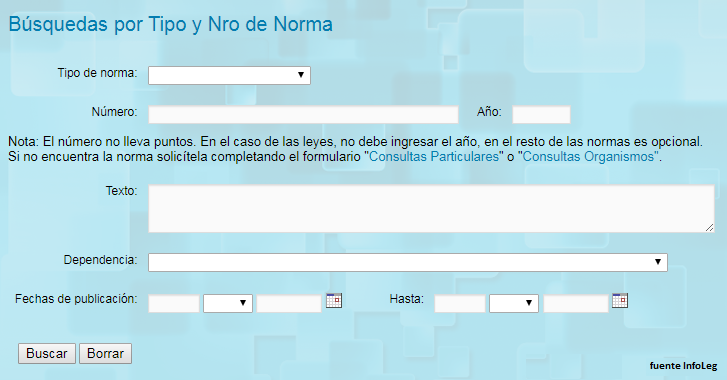 Búsquedas por Tipo y Nro de Norma
Tipo de norma:
Número: Año:
Nota: El número no lleva puntos. En el caso de las leyes, no debe ingresar el año, en el resto de las normas es opcional.
Si no encuentra la norma solicítela completando el formulario "Consultas Particulares" o "Consultas Organismos".
Texto:
Dependencia:
Fechas de publicación: Hasta:
Buscar Borrar
fuente InfoLeg